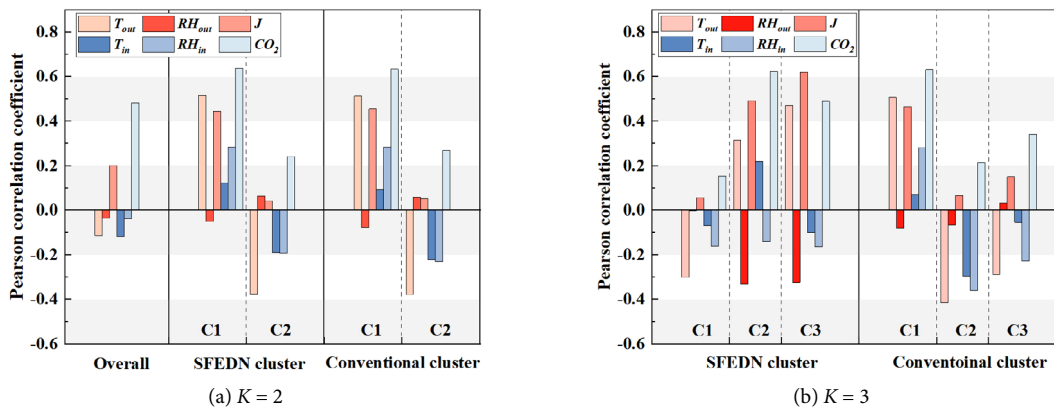 Pearson correlation coefficient
0.8
0.6
0.4
0.2
0.0
-0.2
-0.4
-0.6
T_out RH_out J
T_in RH_in CO_2
C1 C2 C1 C2
Overall SFEDN cluster Conventional cluster
(a) K = 2
Pearson correlation coefficient
0.8
0.6
0.4
0.2
0.0
-0.2
-0.4
-0.6
T_out RH_out J
T_in RH_in CO_2
C1 C2 C3 C1 C2 C3
SFEDN cluster Conventoinal cluster
(b) K = 3